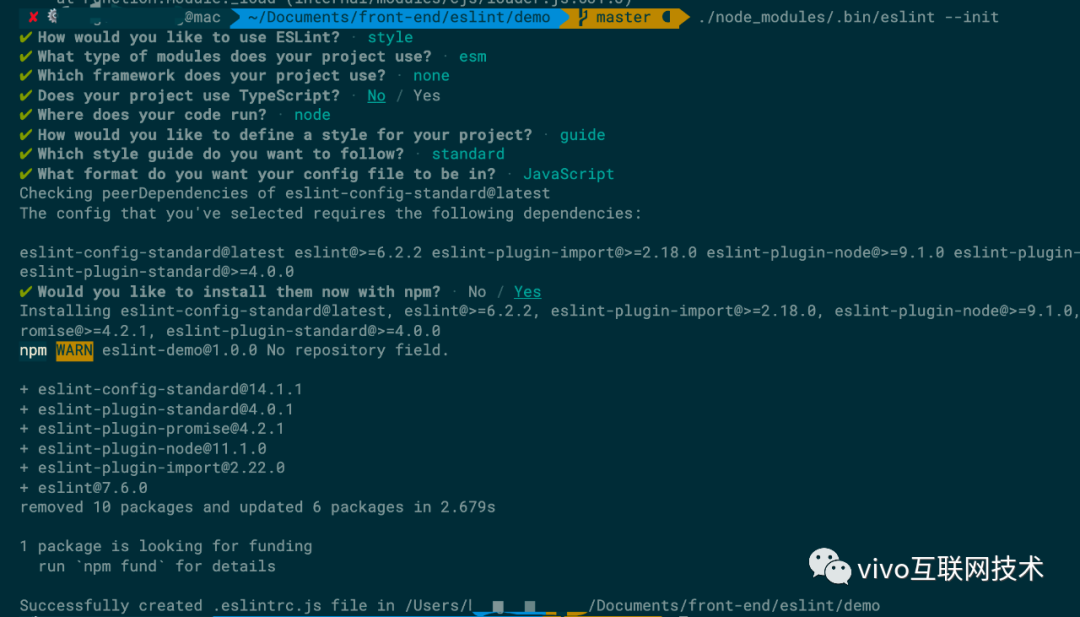 ✘ @mac ~/Documents/front-end/eslint/demo master ./node_modules/.bin/eslint --init
✔ How would you like to use ESLint? · style
✔ What type of modules does your project use? · esm
✔ Which framework does your project use? · none
✔ Does your project use TypeScript? · No / Yes
✔ Where does your code run? · node
✔ How would you like to define a style for your project? · guide
✔ Which style guide do you want to follow? · standard
✔ What format do you want your config file to be in? · JavaScript
Checking peerDependencies of eslint-config-standard@latest
The config that you've selected requires the following dependencies:
eslint-config-standard@latest eslint@>=6.2.2 eslint-plugin-import@>=2.18.0 eslint-plugin-node@>=9.1.0 eslint-plugin-
eslint-plugin-standard@>=4.0.0
✔ Would you like to install them now with npm? · No / Yes
Installing eslint-config-standard@latest, eslint@>=6.2.2, eslint-plugin-import@>=2.18.0, eslint-plugin-node@>=9.1.0,
romise@>=4.2.1, eslint-plugin-standard@>=4.0.0
npm WARN eslint-demo@1.0.0 No repository field.
+ eslint-config-standard@14.1.1
+ eslint-plugin-standard@4.0.1
+ eslint-plugin-promise@4.2.1
+ eslint-plugin-node@11.1.0
+ eslint-plugin-import@2.22.0
+ eslint@7.6.0
removed 10 packages and updated 6 packages in 2.679s
1 package is looking for funding
run `npm fund` for details
vivo互联网技术
Successfully created .eslintrc.js file in /Users/ /Documents/front-end/eslint/demo